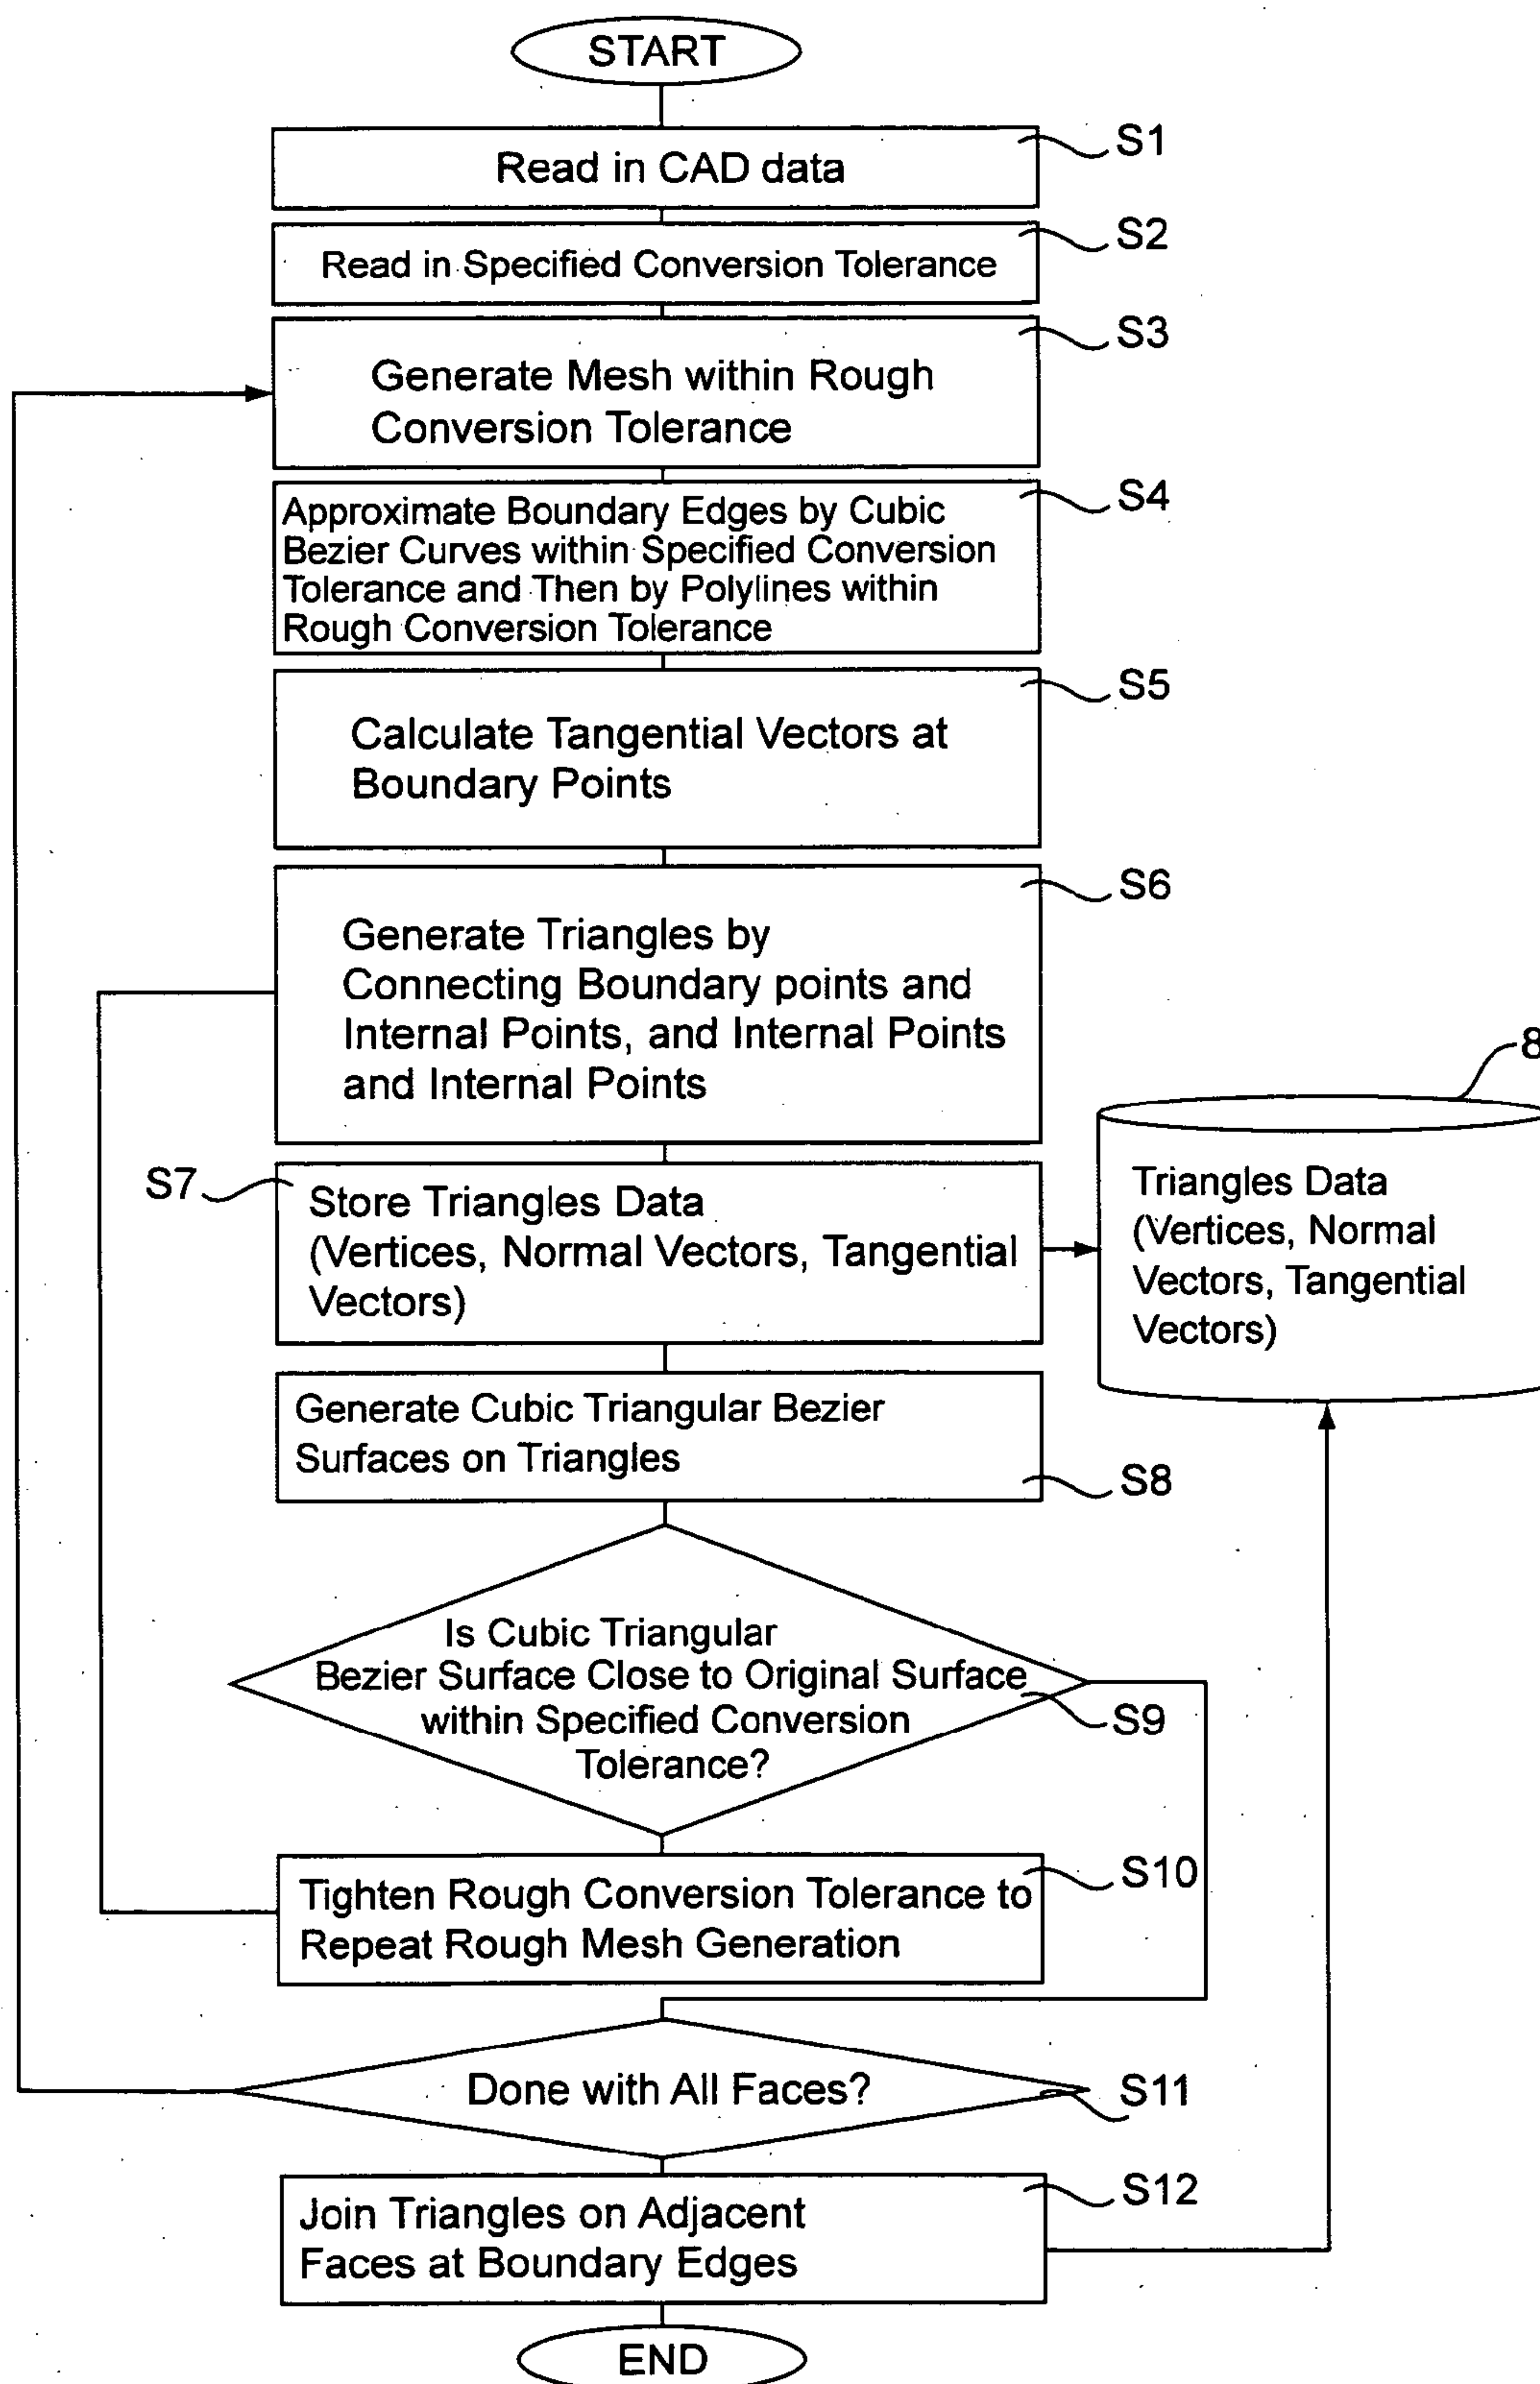 START
S1
Read in CAD data
S2
Read in Specified Conversion Tolerance
S3
Generate Mesh within Rough
Conversion Tolerance
S4
Approximate Boundary Edges by Cubic
Bezier Curves within Specified Conversion
Tolerance and Then by Polylines within
Rough Conversion Tolerance
S5
Calculate Tangential Vectors at
Boundary Points
S6
Generate Triangles by
Connecting Boundary points and
Internal Points, and Internal Points
and Internal Points
8
S7
Store Triangles Data
(Vertices, Normal Vectors, Tangential
Vectors)
Triangles Data
(Vertices, Normal
Vectors, Tangential
Vectors)
Generate Cubic Triangular Bezier
Surfaces on Triangles
S8
Is Cubic Triangular
Bezier Surface Close to Original Surface
within Specified Conversion
Tolerance?
S9
S10
Tighten Rough Conversion Tolerance to
Repeat Rough Mesh Generation
Done with All Faces?
S11
S12
Join Triangles on Adjacent
Faces at Boundary Edges
END